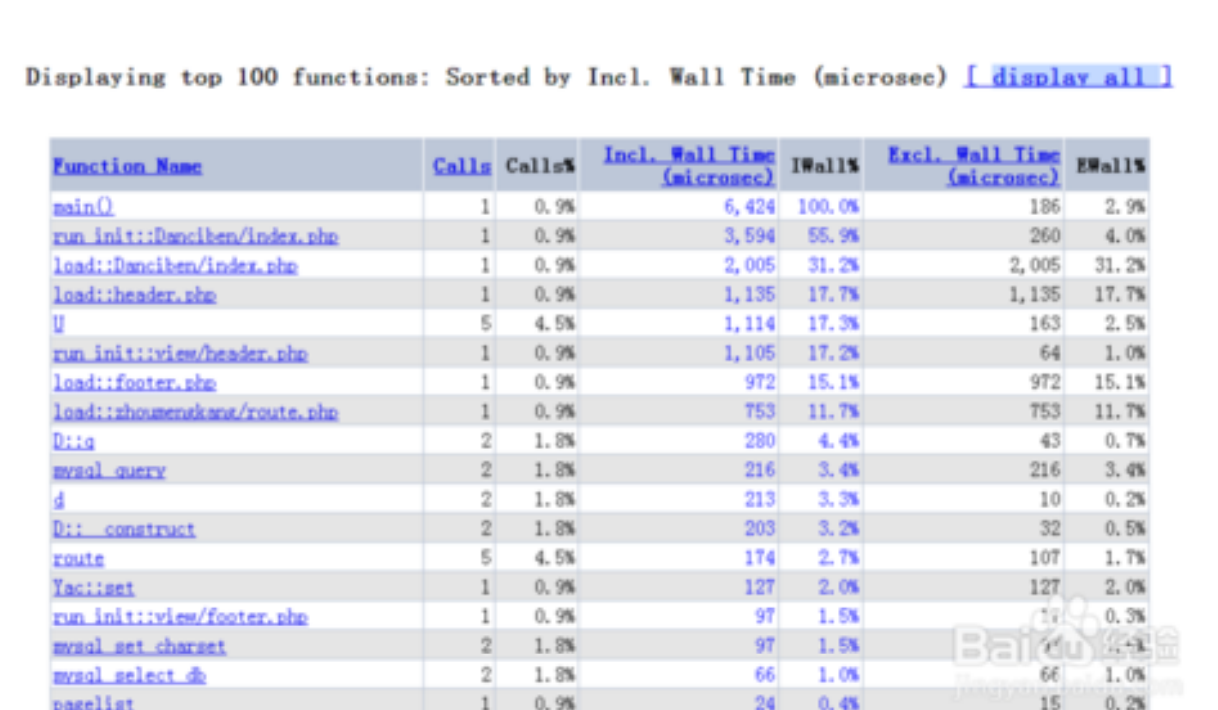 Displaying top 100 functions: Sorted by Incl. Wall Time (microsec) [ display all ]
Function Name Calls Calls% Incl. Wall Time (microsec) IWall% Excl. Wall Time (microsec) EWall%
main() 1 0.9% 6,424 100.0% 186 2.9%
run_init::Danciben/index.php 1 0.9% 3,594 55.9% 260 4.0%
load::Danciben/index.php 1 0.9% 2,005 31.2% 2,005 31.2%
load::header.php 1 0.9% 1,135 17.7% 1,135 17.7%
U 5 4.5% 1,114 17.3% 163 2.5%
run_init::view/header.php 1 0.9% 1,105 17.2% 64 1.0%
load::footer.php 1 0.9% 972 15.1% 972 15.1%
load::zhoumengkang/route.php 1 0.9% 753 11.7% 753 11.7%
D::q 2 1.8% 280 4.4% 43 0.7%
mysql_query 2 1.8% 216 3.4% 216 3.4%
d 2 1.8% 213 3.3% 10 0.2%
D::__construct 2 1.8% 203 3.2% 32 0.5%
route 5 4.5% 174 2.7% 107 1.7%
Yac::set 1 0.9% 127 2.0% 127 2.0%
run_init::view/footer.php 1 0.9% 97 1.5% 0.3%
mysql_set_charset 2 1.8% 97 1.5%
mysql_select_db 2 1.8% 66 1.0% 66 1.0%
pagelist 1 0.9% 24 0.4% 15 0.2%
Baidu经验
jingyan.baidu.com